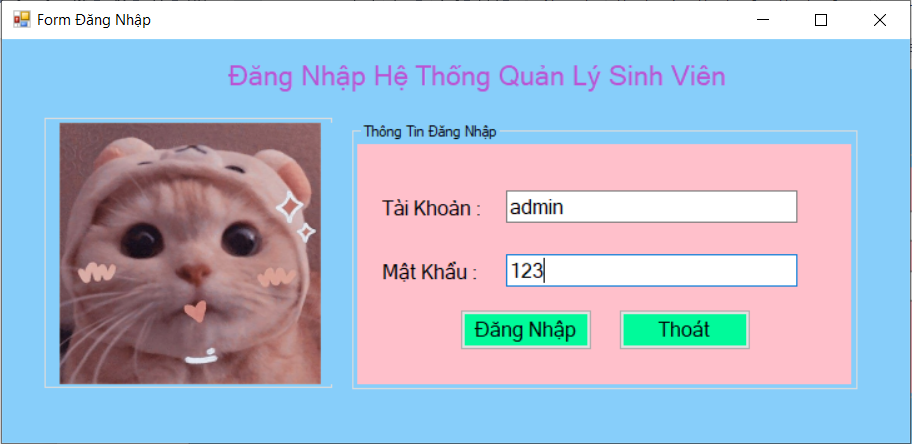 Form Đăng Nhập
Đăng Nhập Hệ Thống Quản Lý Sinh Viên
Thông Tin Đăng Nhập
Tài Khoản : admin
Mật Khẩu : 123
Đăng Nhập Thoát